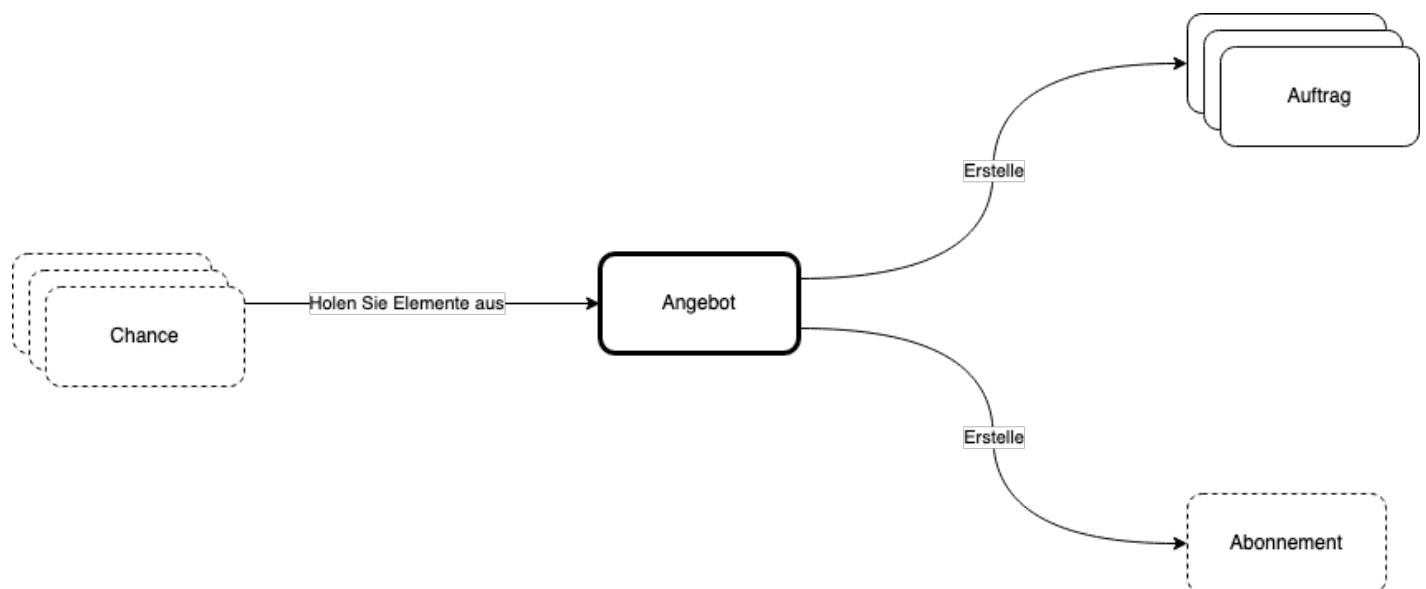 Auftrag
Erstelle
Chance
Holen Sie Elemente aus
Angebot
Erstelle
Abonnement